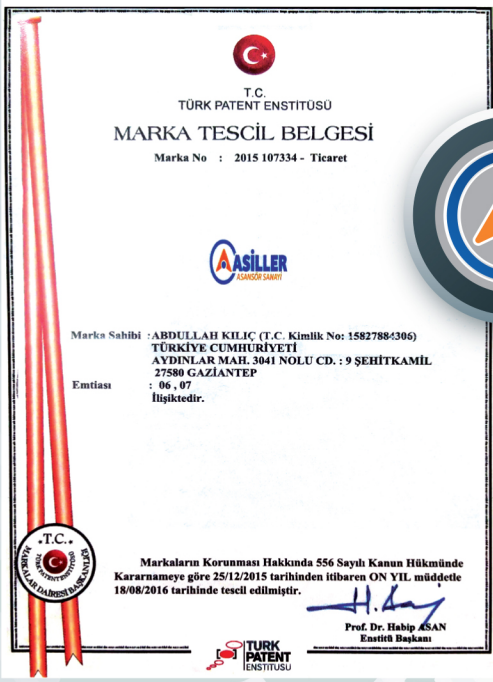 T.C.
TÜRK PATENT ENSTİTÜSÜ
MARKA TESCİL BELGESİ
Marka No : 2015 107334 - Ticaret
ASİLLER
ASANSÖR SANAYİ
Marka Sahibi : ABDULLAH KILIÇ (T.C. Kimlik No: 15827884306)
TÜRKİYE CUMHURİYETİ
AYDINLAR MAH. 3041 NOLU CD. : 9 ŞEHİTKAMİL
27580 GAZİANTEP
Emtiası : 06 , 07
İlişiktedir.
T.C.
TÜRK PATENT ENSTİTÜSÜ
MARKALAR DAİRESİ BAŞKANLIĞI
Markaların Korunması Hakkında 556 Sayılı Kanun Hükmünde
Kararnameye göre 25/12/2015 tarihinden itibaren ON YIL müddetle
18/08/2016 tarihinde tescil edilmiştir.
Prof. Dr. Habip ASAN
Enstitü Başkanı
TURK
PATENT
ENSTITUSU